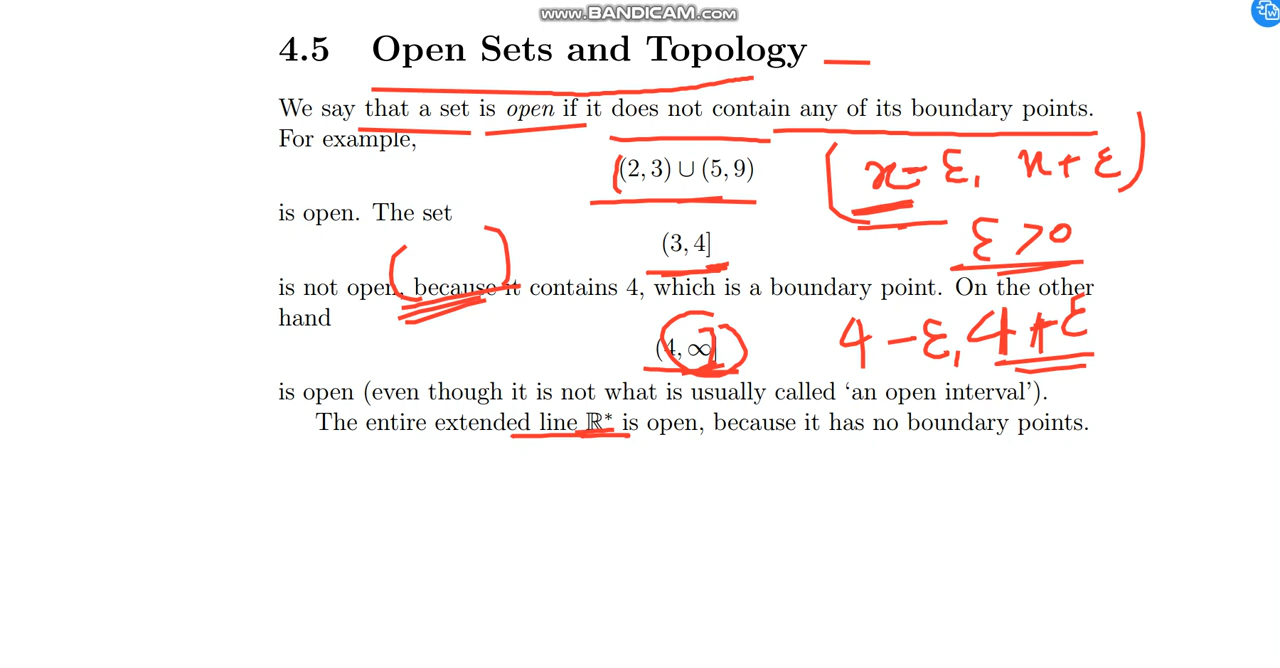 www.BANDICAM.com
4.5 Open Sets and Topology
We say that a set is open if it does not contain any of its boundary points.
For example,
(2, 3) ∪ (5, 9)
(x - ε, x + ε)
is open. The set
ε > 0
(3, 4]
is not open, because it contains 4, which is a boundary point. On the other
hand
4 - ε, 4 + ε
(4, ∞]
is open (even though it is not what is usually called ‘an open interval’).
The entire extended line ℝ* is open, because it has no boundary points.